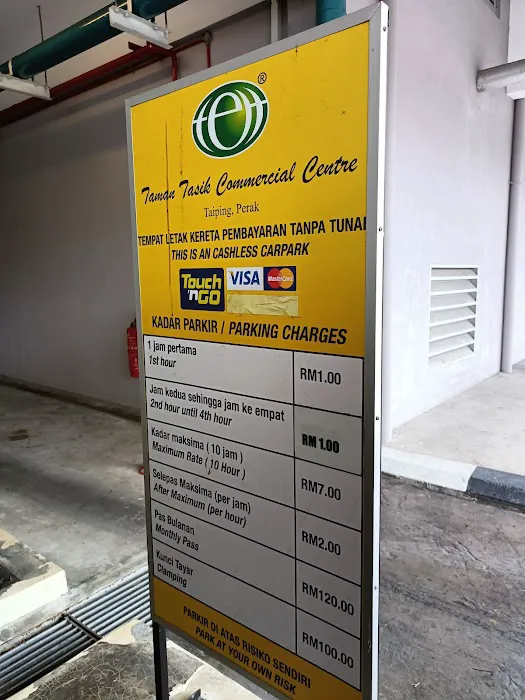 teh ®
Taman Tasik Commercial Centre
Taiping, Perak
TEMPAT LETAK KERETA PEMBAYARAN TANPA TUNAI
THIS IS AN CASHLESS CARPARK
Touch 'n GO VISA MasterCard
KADAR PARKIR / PARKING CHARGES
1 jam pertama
1st hour
RM1.00
Jam kedua sehingga jam ke empat
2nd hour until 4th hour
RM 1.00
Kadar maksima ( 10 jam )
Maximum Rate ( 10 Hour )
RM7.00
Selepas Maksima (per jam)
After Maximum (per hour)
RM2.00
Pas Bulanan
Monthly Pass
RM120.00
Kunci Tayar
Clamping
RM100.00
PARKIR DI ATAS RISIKO SENDIRI
PARK AT YOUR OWN RISK